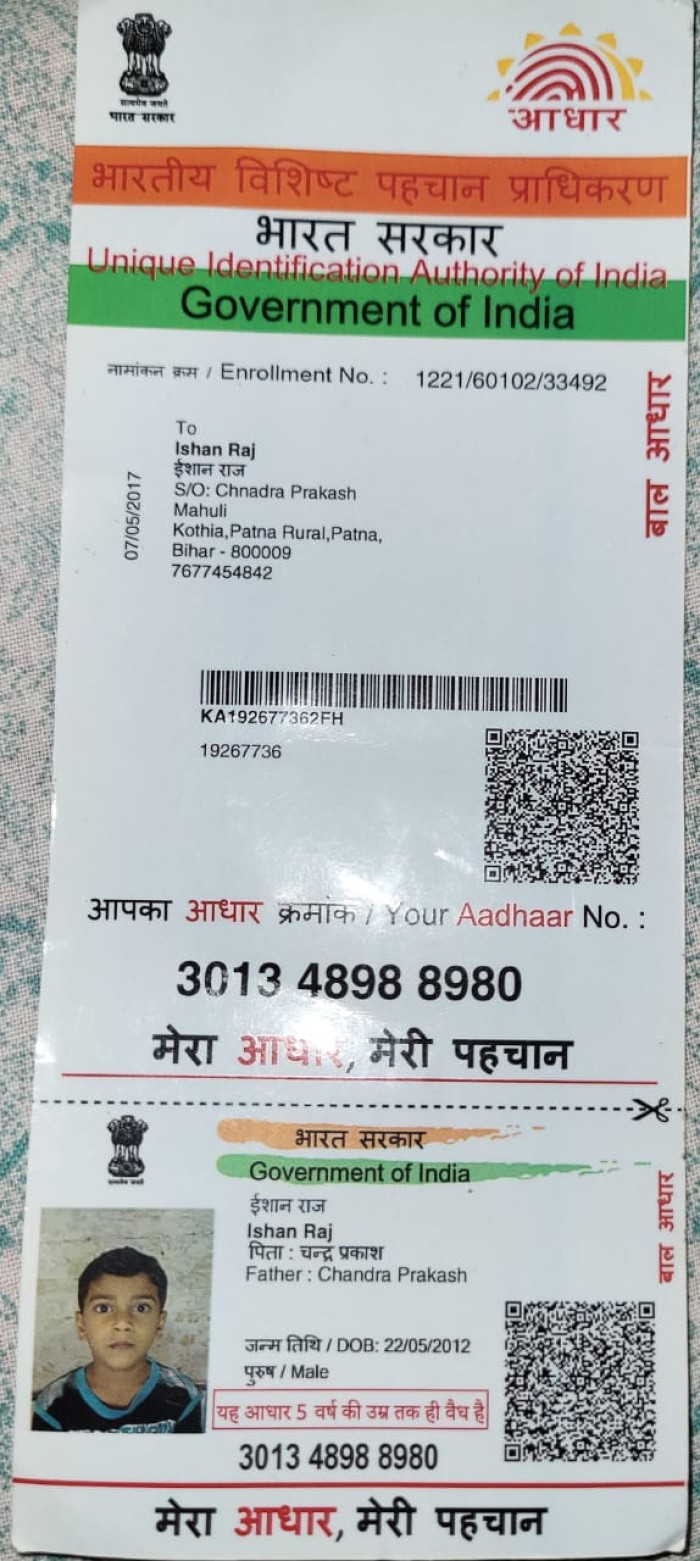 सत्यमेव जयते
भारत सरकार
आधार
भारतीय विशिष्ट पहचान प्राधिकरण
भारत सरकार
Unique Identification Authority of India
Government of India
नामांकन क्रम / Enrollment No. : 1221/60102/33492
बाल आधार
07/05/2017
To
Ishan Raj
ईशान राज
S/O: Chnadra Prakash
Mahuli
Kothia,Patna Rural,Patna,
Bihar - 800009
7677454842
KA192677362FH
19267736
आपका आधार क्रमांक / Your Aadhaar No. :
3013 4898 8980
मेरा आधार, मेरी पहचान
भारत सरकार
Government of India
बाल आधार
ईशान राज
Ishan Raj
पिता : चन्द्र प्रकाश
Father : Chandra Prakash
जन्म तिथि / DOB: 22/05/2012
पुरुष / Male
यह आधार 5 वर्ष की उम्र तक ही वैध है
3013 4898 8980
मेरा आधार, मेरी पहचान